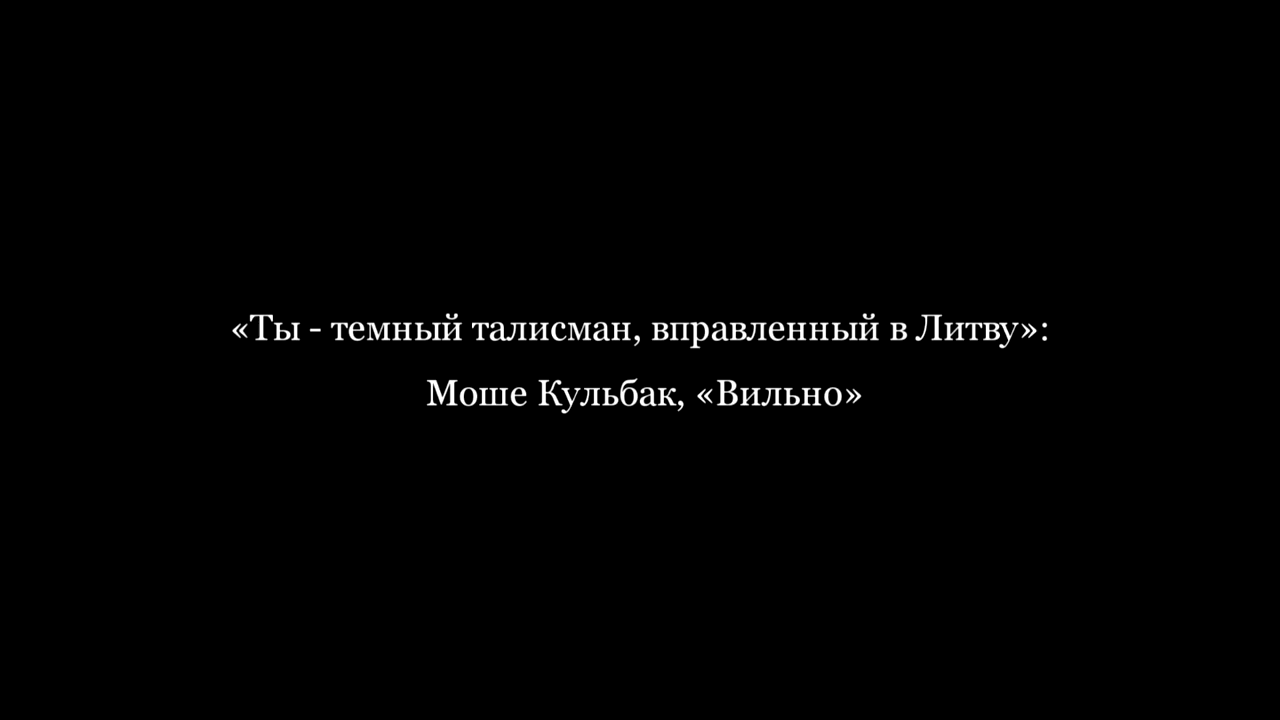 «Ты - темный талисман, вправленный в Литву»:
Моше Кульбак, «Вильно»